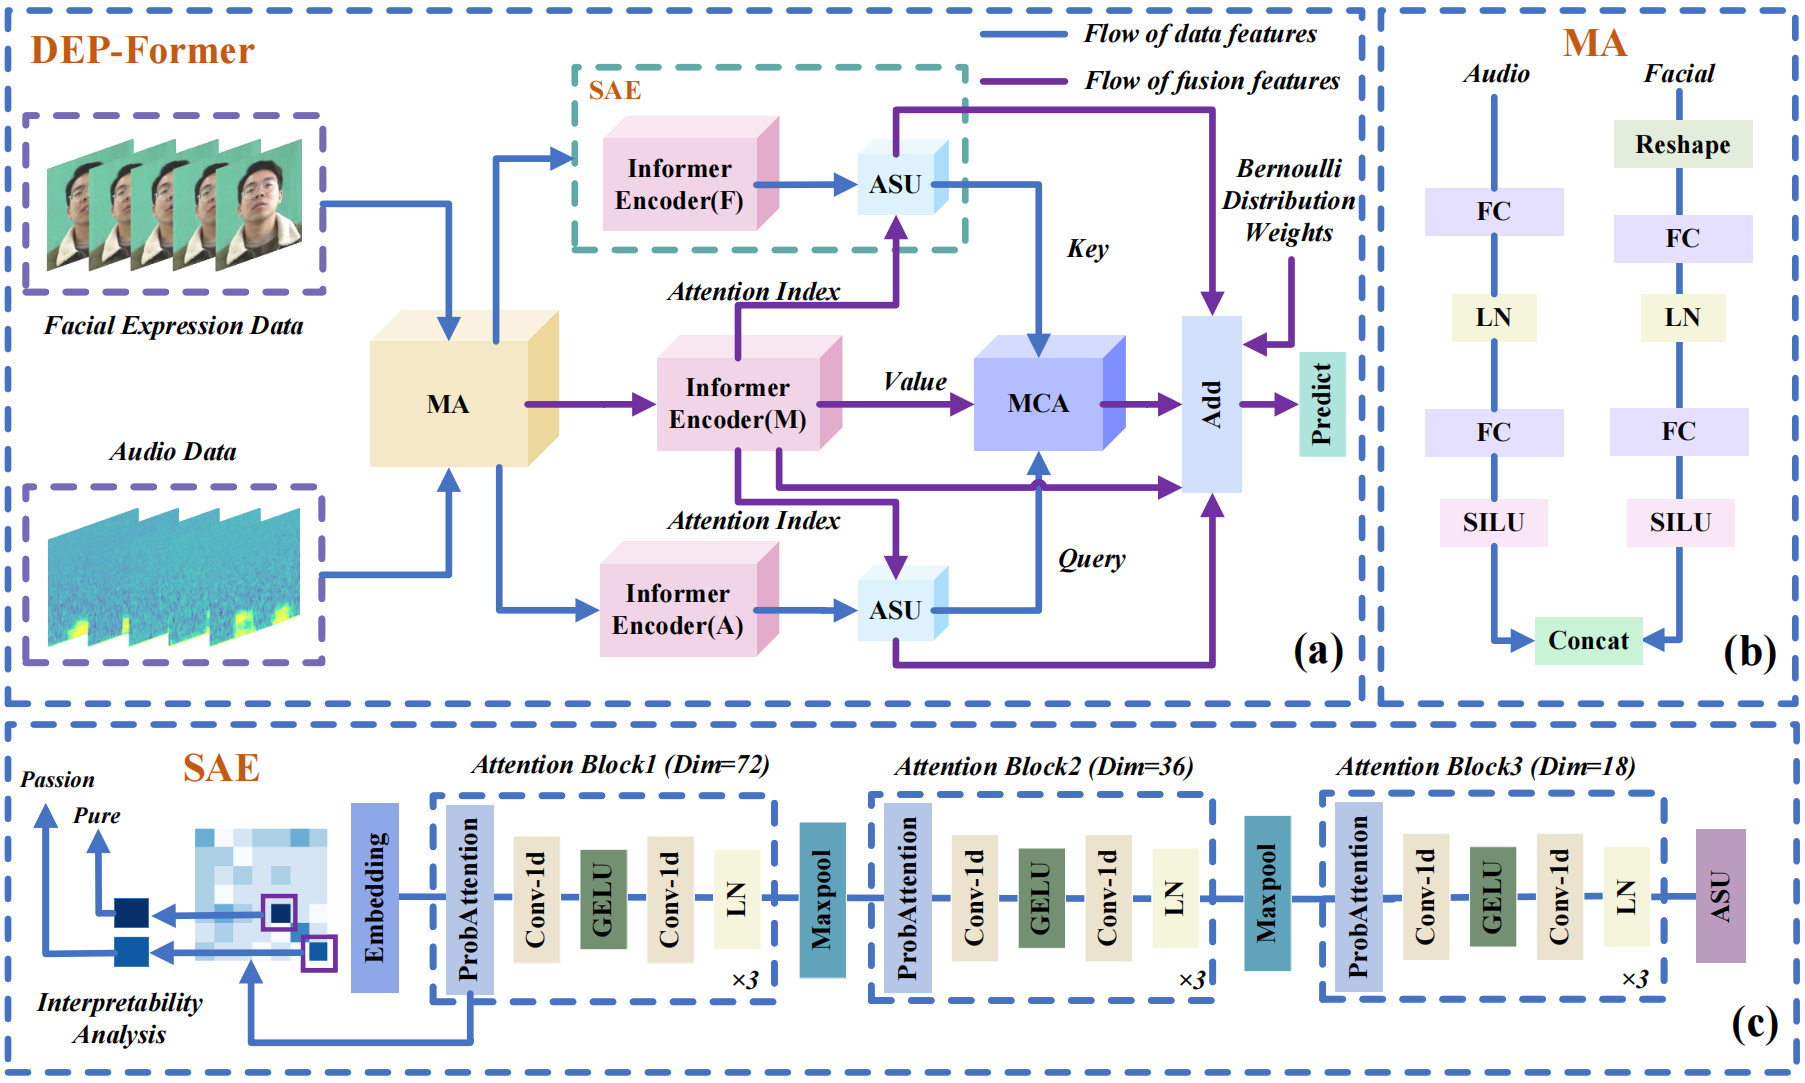 DEP-Former
Flow of data features
Flow of fusion features
SAE
Informer
Encoder(F)
ASU
Bernoulli
Distribution
Weights
Key
Facial Expression Data
Attention Index
MA
Informer
Encoder(M)
Value
MCA
Add
Predict
Audio Data
Attention Index
Query
Informer
Encoder(A)
ASU
(a)
MA
Audio
Facial
Reshape
FC
FC
LN
LN
FC
FC
SILU
SILU
Concat
(b)
SAE
Passion
Pure
Interpretability
Analysis
Embedding
Attention Block1 (Dim=72)
ProbAttention
Conv-1d
GELU
Conv-1d
LN
×3
Maxpool
Attention Block2 (Dim=36)
ProbAttention
Conv-1d
GELU
Conv-1d
LN
×3
Maxpool
Attention Block3 (Dim=18)
ProbAttention
Conv-1d
GELU
Conv-1d
LN
×3
ASU
(c)